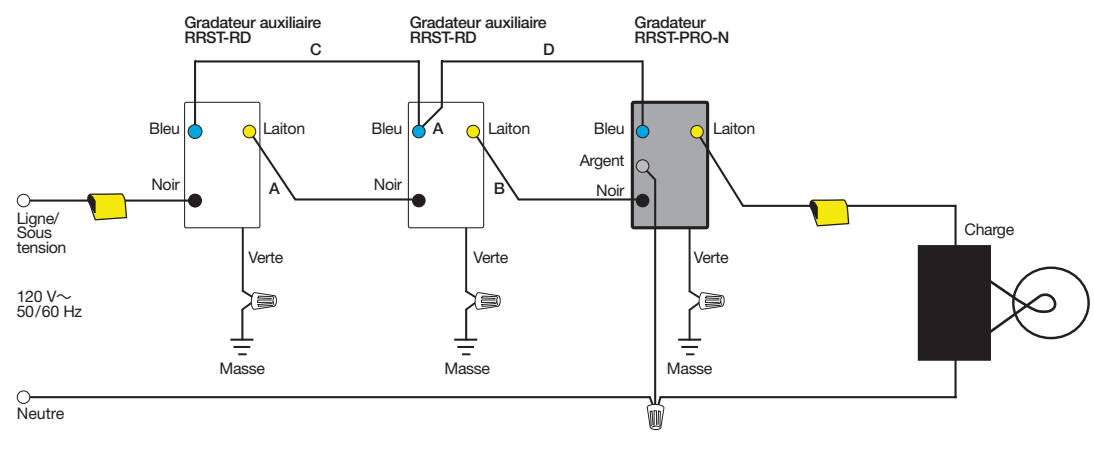 Gradateur auxiliaire
RRST-RD
Gradateur auxiliaire
RRST-RD
Gradateur
RRST-PRO-N
C
D
Bleu
Laiton
Bleu
A
Laiton
Bleu
Laiton
Argent
Noir
A
Noir
B
Noir
Ligne/
Sous
tension
Charge
Verte
Verte
Verte
120 V~
50/60 Hz
Masse
Masse
Masse
Neutre